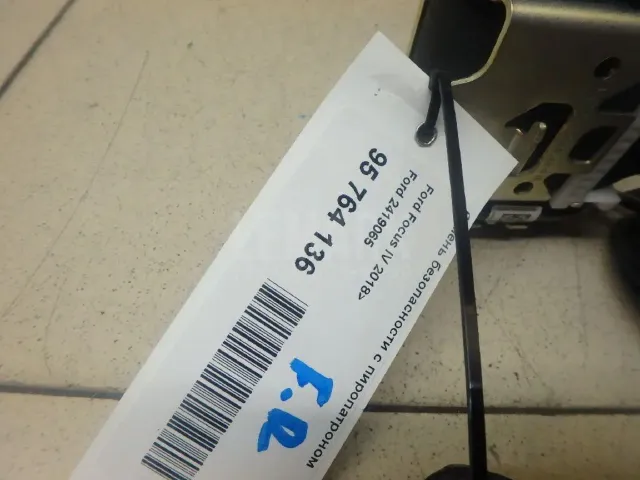 безопасности с пиропатроном
Ford Focus IV 2018>
Ford 2419065
95 764 136
F.R